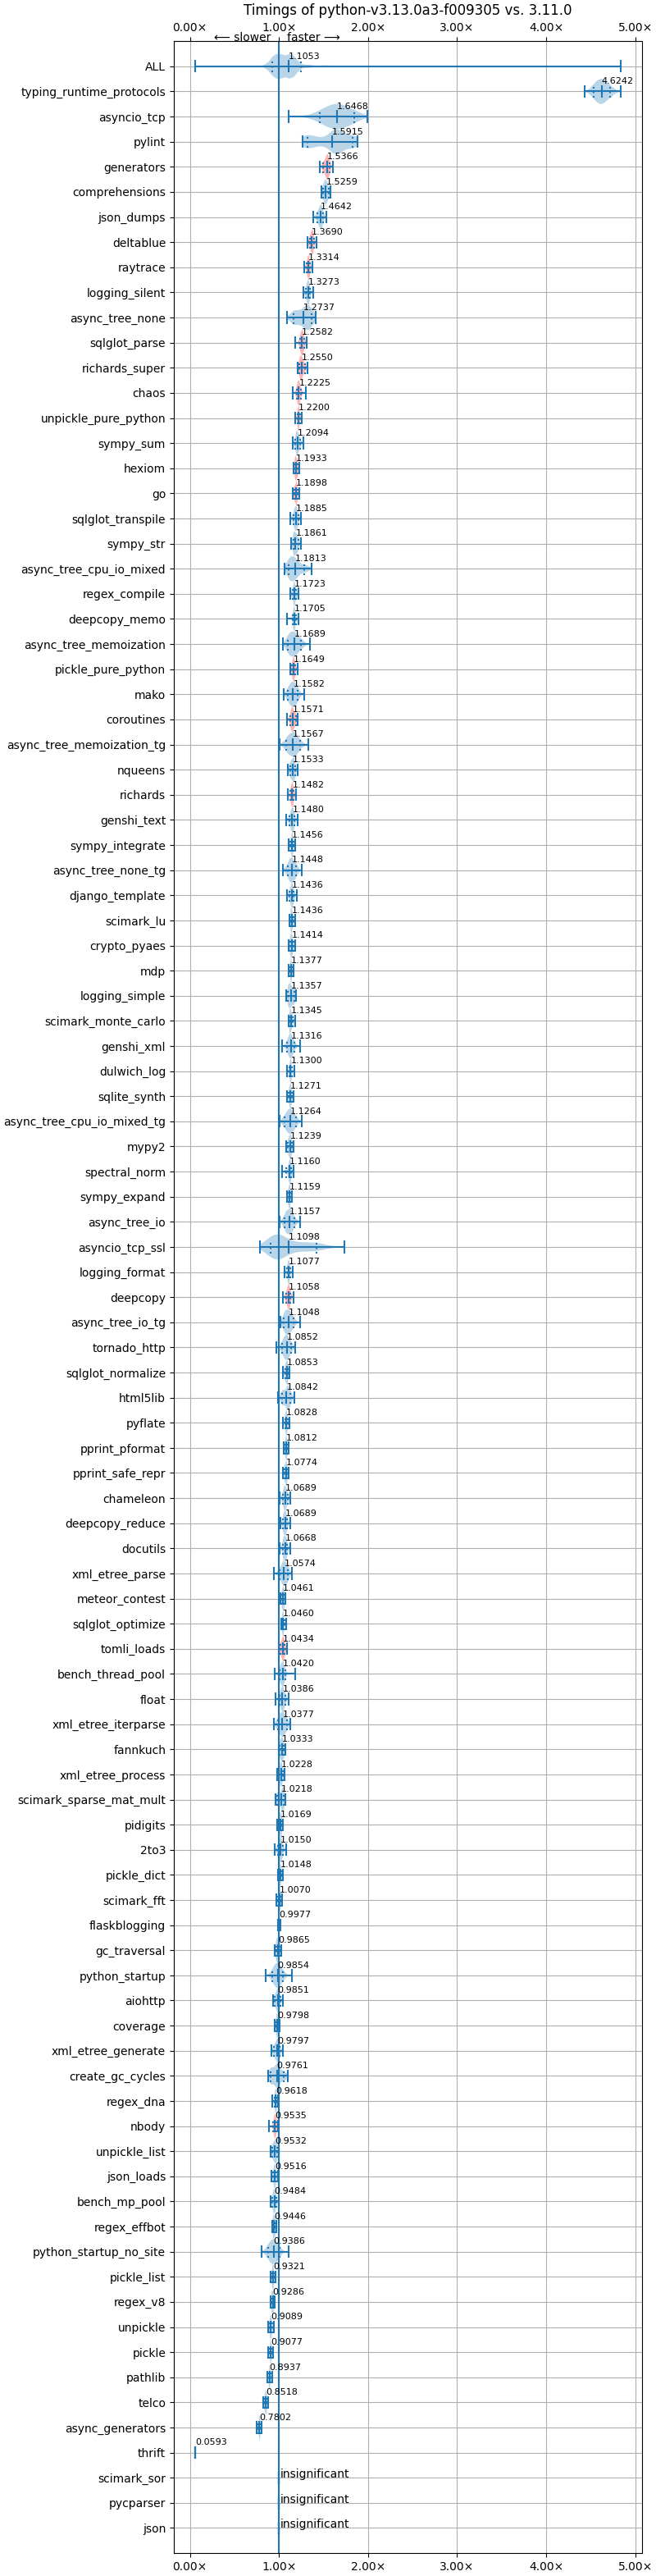 Timings of python-v3.13.0a3-f009305 vs. 3.11.0
0.00× 1.00× 2.00× 3.00× 4.00× 5.00×
⟵ slower faster ⟶
ALL 1.1053
typing_runtime_protocols 4.6242
asyncio_tcp 1.6468
pylint 1.5915
generators 1.5366
comprehensions 1.5259
json_dumps 1.4642
deltablue 1.3690
raytrace 1.3314
logging_silent 1.3273
async_tree_none 1.2737
sqlglot_parse 1.2582
richards_super 1.2550
chaos 1.2225
unpickle_pure_python 1.2200
sympy_sum 1.2094
hexiom 1.1933
go 1.1898
sqlglot_transpile 1.1885
sympy_str 1.1861
async_tree_cpu_io_mixed 1.1813
regex_compile 1.1723
deepcopy_memo 1.1705
async_tree_memoization 1.1689
pickle_pure_python 1.1649
mako 1.1582
coroutines 1.1571
async_tree_memoization_tg 1.1567
nqueens 1.1533
richards 1.1482
genshi_text 1.1480
sympy_integrate 1.1456
async_tree_none_tg 1.1448
django_template 1.1436
scimark_lu 1.1436
crypto_pyaes 1.1414
mdp 1.1377
logging_simple 1.1357
scimark_monte_carlo 1.1345
genshi_xml 1.1316
dulwich_log 1.1300
sqlite_synth 1.1271
async_tree_cpu_io_mixed_tg 1.1264
mypy2 1.1239
spectral_norm 1.1160
sympy_expand 1.1159
async_tree_io 1.1157
asyncio_tcp_ssl 1.1098
logging_format 1.1077
deepcopy 1.1058
async_tree_io_tg 1.1048
tornado_http 1.0852
sqlglot_normalize 1.0853
html5lib 1.0842
pyflate 1.0828
pprint_pformat 1.0812
pprint_safe_repr 1.0774
chameleon 1.0689
deepcopy_reduce 1.0689
docutils 1.0668
xml_etree_parse 1.0574
meteor_contest 1.0461
sqlglot_optimize 1.0460
tomli_loads 1.0434
bench_thread_pool 1.0420
float 1.0386
xml_etree_iterparse 1.0377
fannkuch 1.0333
xml_etree_process 1.0228
scimark_sparse_mat_mult 1.0218
pidigits 1.0169
2to3 1.0150
pickle_dict 1.0148
scimark_fft 1.0070
flaskblogging 0.9977
gc_traversal 0.9865
python_startup 0.9854
aiohttp 0.9851
coverage 0.9798
xml_etree_generate 0.9797
create_gc_cycles 0.9761
regex_dna 0.9618
nbody 0.9535
unpickle_list 0.9532
json_loads 0.9516
bench_mp_pool 0.9484
regex_effbot 0.9446
python_startup_no_site 0.9386
pickle_list 0.9321
regex_v8 0.9286
unpickle 0.9089
pickle 0.9077
pathlib 0.8937
telco 0.8518
async_generators 0.7802
thrift 0.0593
scimark_sor insignificant
pycparser insignificant
json insignificant
0.00× 1.00× 2.00× 3.00× 4.00× 5.00×